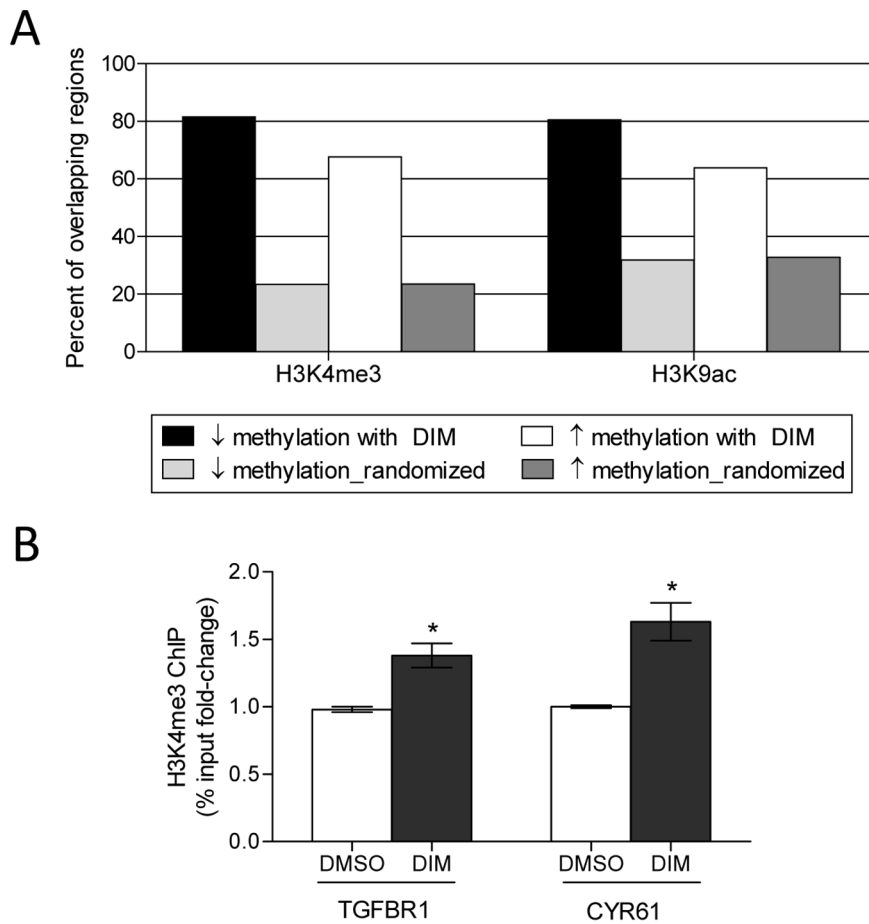 A
Percent of overlapping regions
100
80
60
40
20
0
H3K4me3 H3K9ac
↓ methylation with DIM ↑ methylation with DIM
↓ methylation_randomized ↑ methylation_randomized
B
H3K4me3 ChIP
(% input fold-change)
2.0
1.5
1.0
0.5
0.0
* *
DMSO DIM DMSO DIM
TGFBR1 CYR61